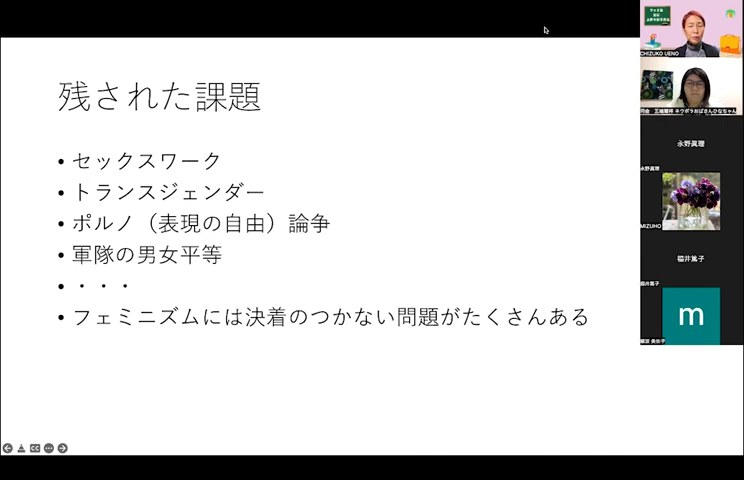 残された課題
• セックスワーク
• トランスジェンダー
• ポルノ（表現の自由）論争
• 軍隊の男女平等
• ・・・
• フェミニズムには決着のつかない問題がたくさんある
CHIZUKO UENO
永野眞理
永野眞理
MIZUHO
福井篤子
福井篤子
m